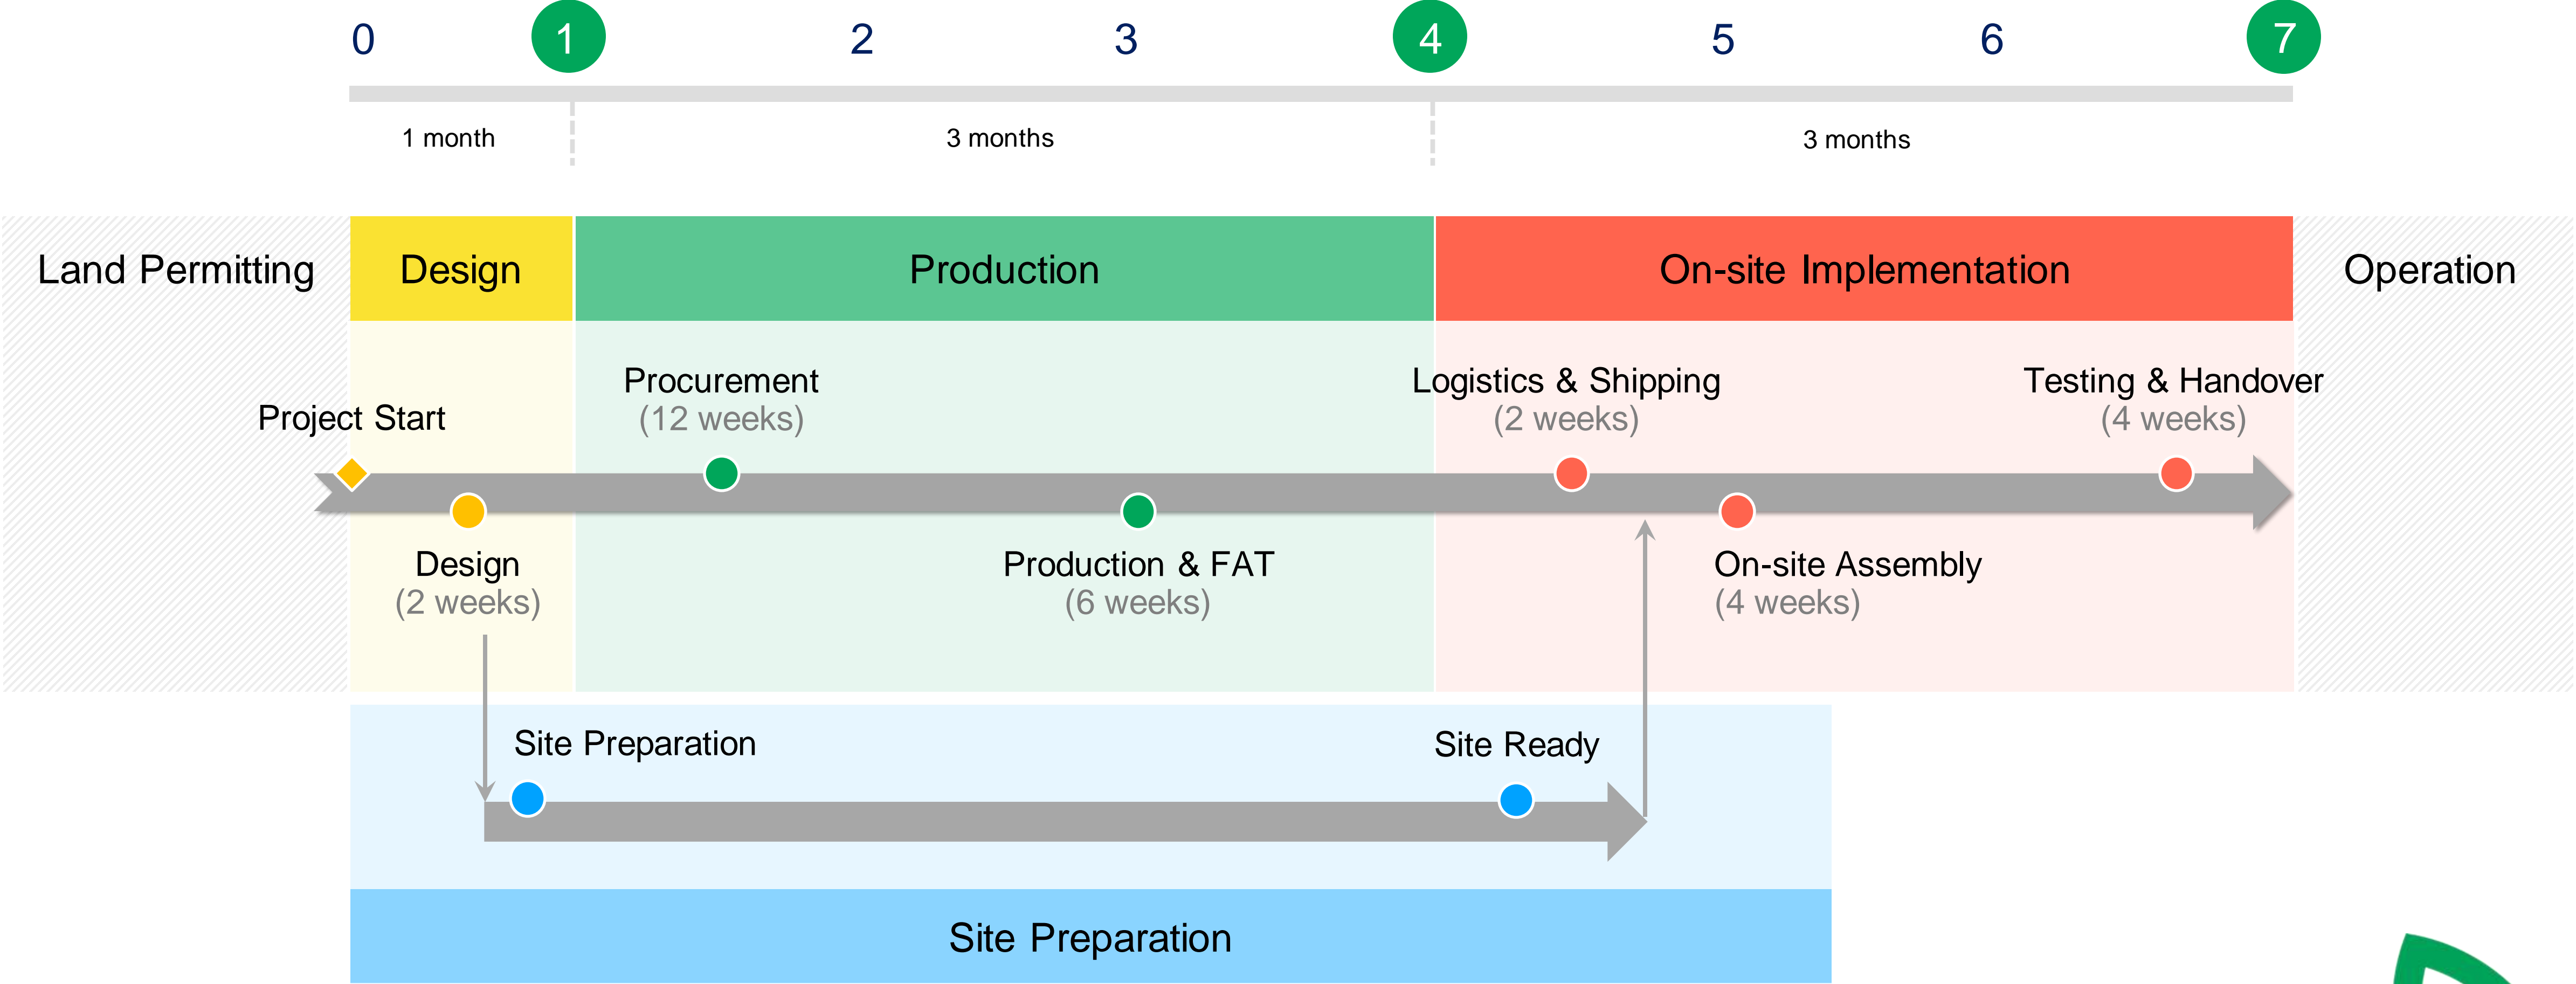 0 1 2 3 4 5 6 7
1 month 3 months 3 months
Land Permitting Design Production On-site Implementation Operation
Project Start
Procurement
(12 weeks)
Logistics & Shipping
(2 weeks)
Testing & Handover
(4 weeks)
Design
(2 weeks)
Production & FAT
(6 weeks)
On-site Assembly
(4 weeks)
Site Preparation
Site Ready
Site Preparation